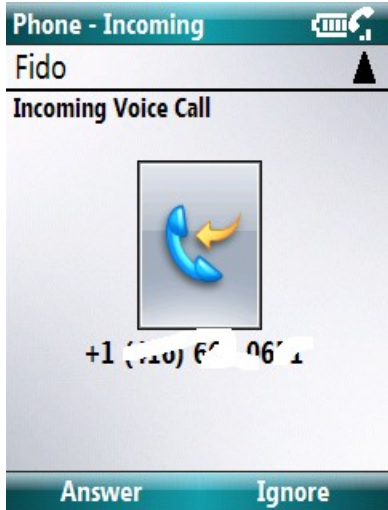 Phone - Incoming
Fido
Incoming Voice Call
+1
Answer Ignore